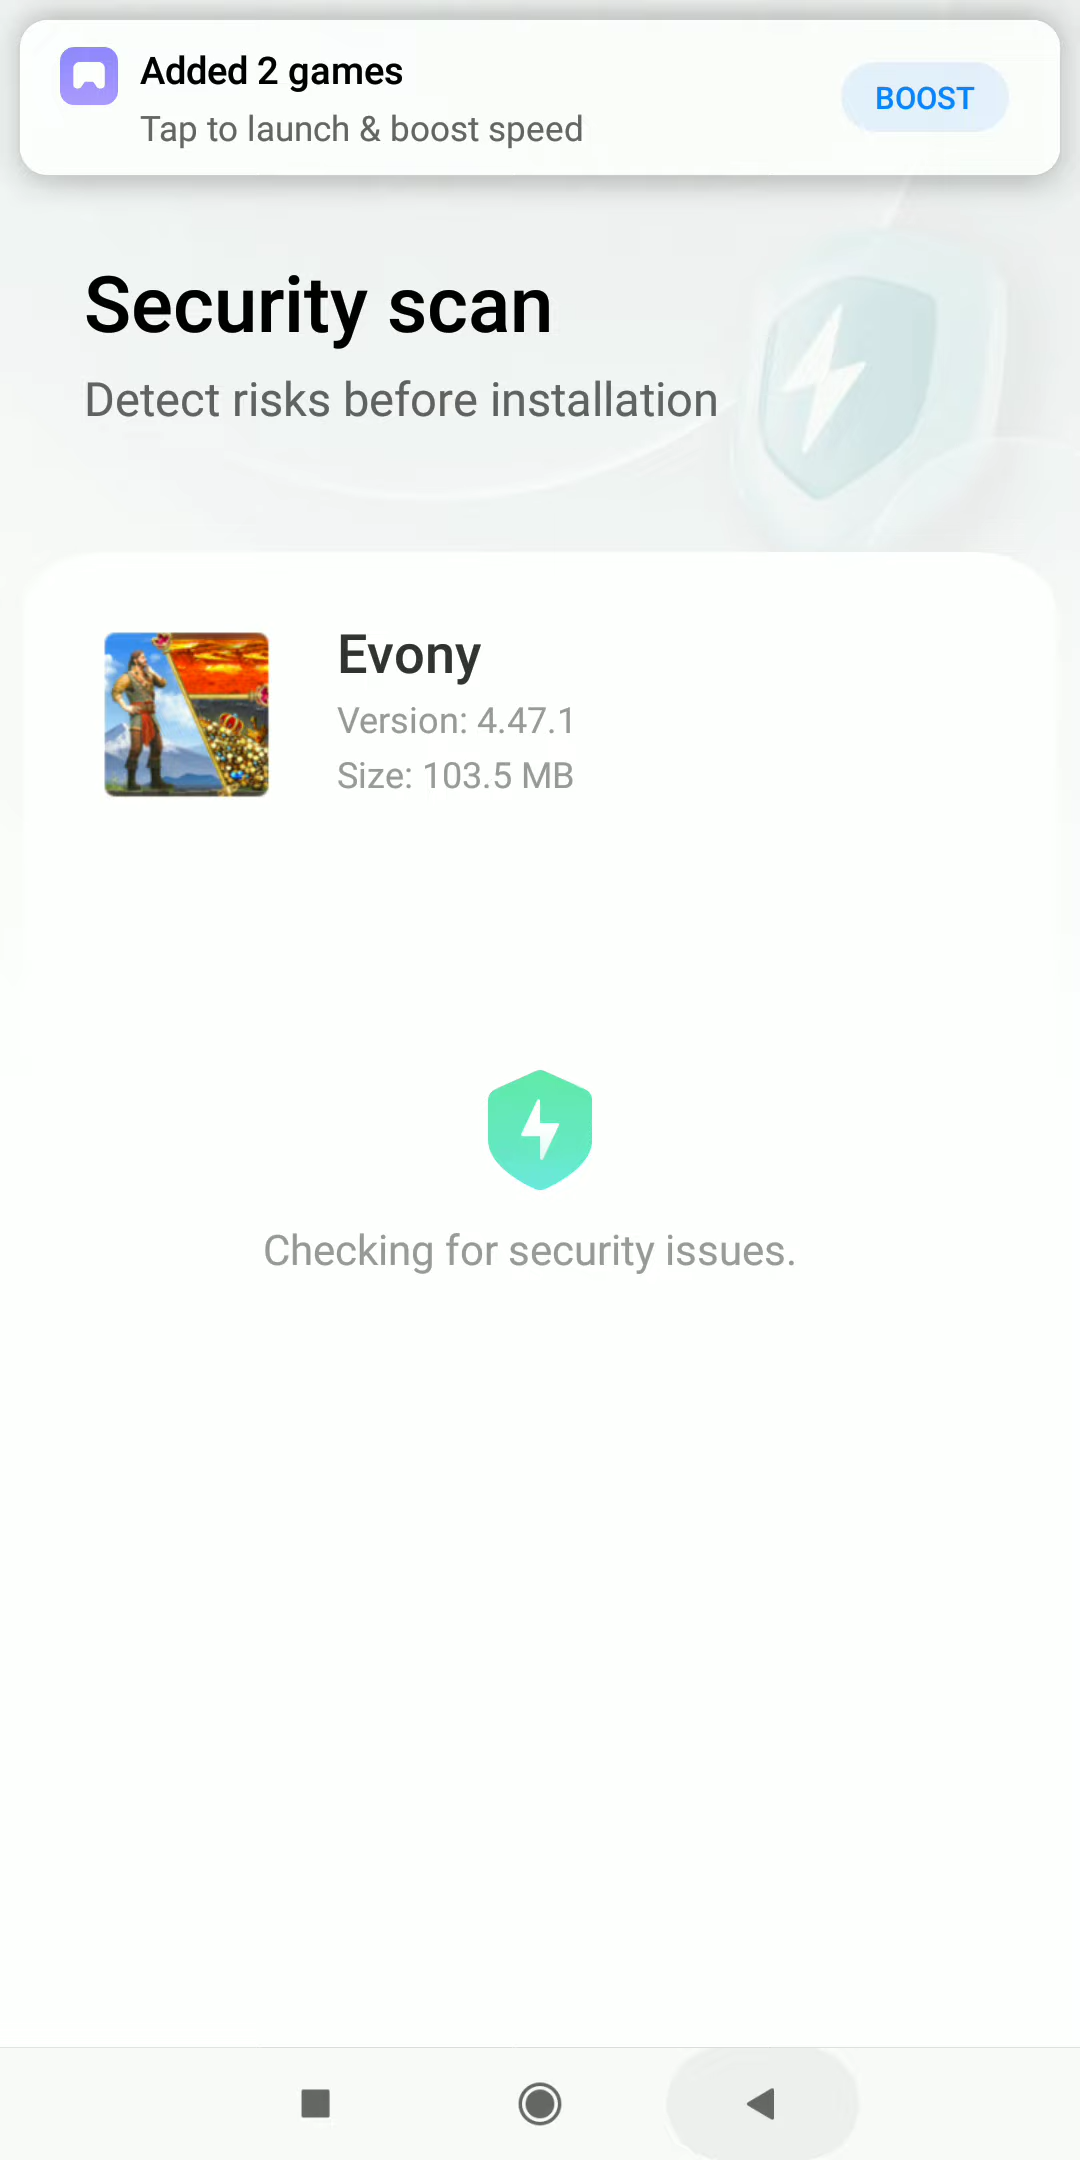 Added 2 games
Tap to launch & boost speed
BOOST
Security scan
Detect risks before installation
Evony
Version: 4.47.1
Size: 103.5 MB
Checking for security issues.